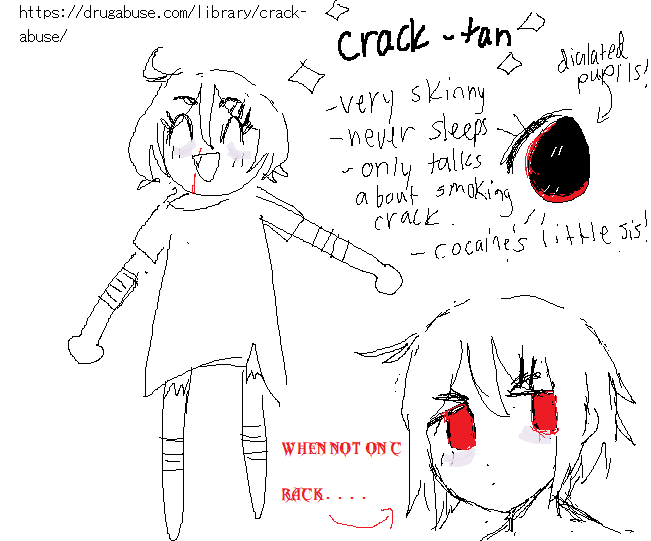 https://drugabuse.com/library/crack-
abuse/
crack-tan
dialated
pupils!
-very skinny
-never sleeps
-only talks
about smoking
crack.
-cocaine's little sis!
WHEN NOT ON C
RACK....